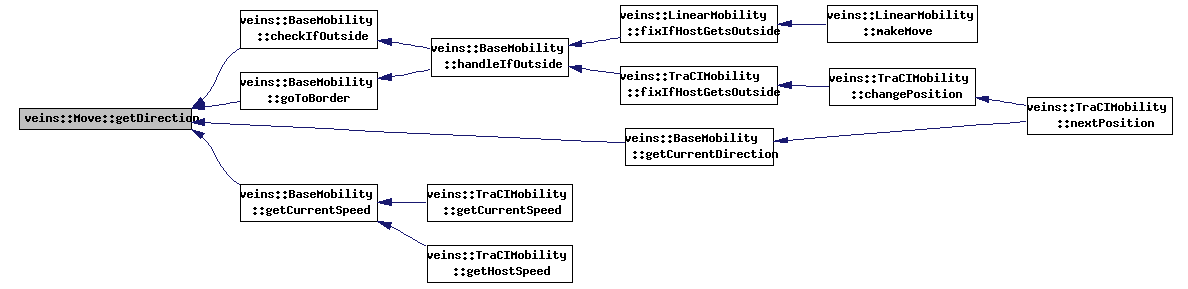 veins::Move::getDirection
veins::BaseMobility
::checkIfOutside
veins::BaseMobility
::goToBorder
veins::BaseMobility
::getCurrentSpeed
veins::BaseMobility
::handleIfOutside
veins::TraCIMobility
::getCurrentSpeed
veins::TraCIMobility
::getHostSpeed
veins::LinearMobility
::fixIfHostGetsOutside
veins::TraCIMobility
::fixIfHostGetsOutside
veins::BaseMobility
::getCurrentDirection
veins::LinearMobility
::makeMove
veins::TraCIMobility
::changePosition
veins::TraCIMobility
::nextPosition